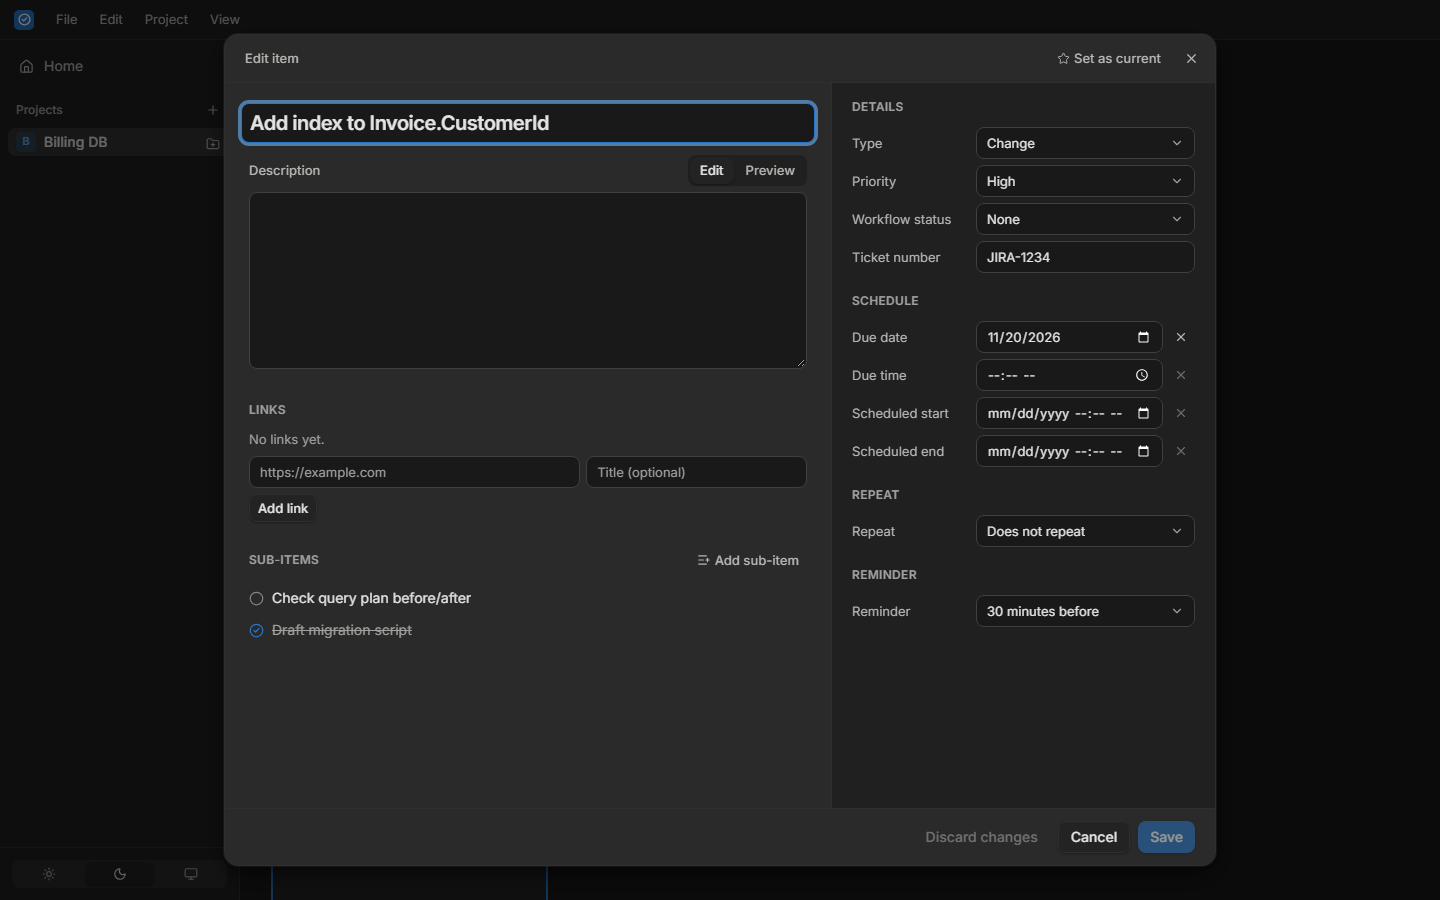 File Edit Project View
Home
Projects
B Billing DB
Edit item
Set as current
Add index to Invoice.CustomerId
Description
Edit Preview
LINKS
No links yet.
https://example.com
Title (optional)
Add link
SUB-ITEMS
Add sub-item
Check query plan before/after
Draft migration script
DETAILS
Type Change
Priority High
Workflow status None
Ticket number JIRA-1234
SCHEDULE
Due date 11/20/2026
Due time --:-- --
Scheduled start mm/dd/yyyy --:-- --
Scheduled end mm/dd/yyyy --:-- --
REPEAT
Repeat Does not repeat
REMINDER
Reminder 30 minutes before
Discard changes Cancel Save